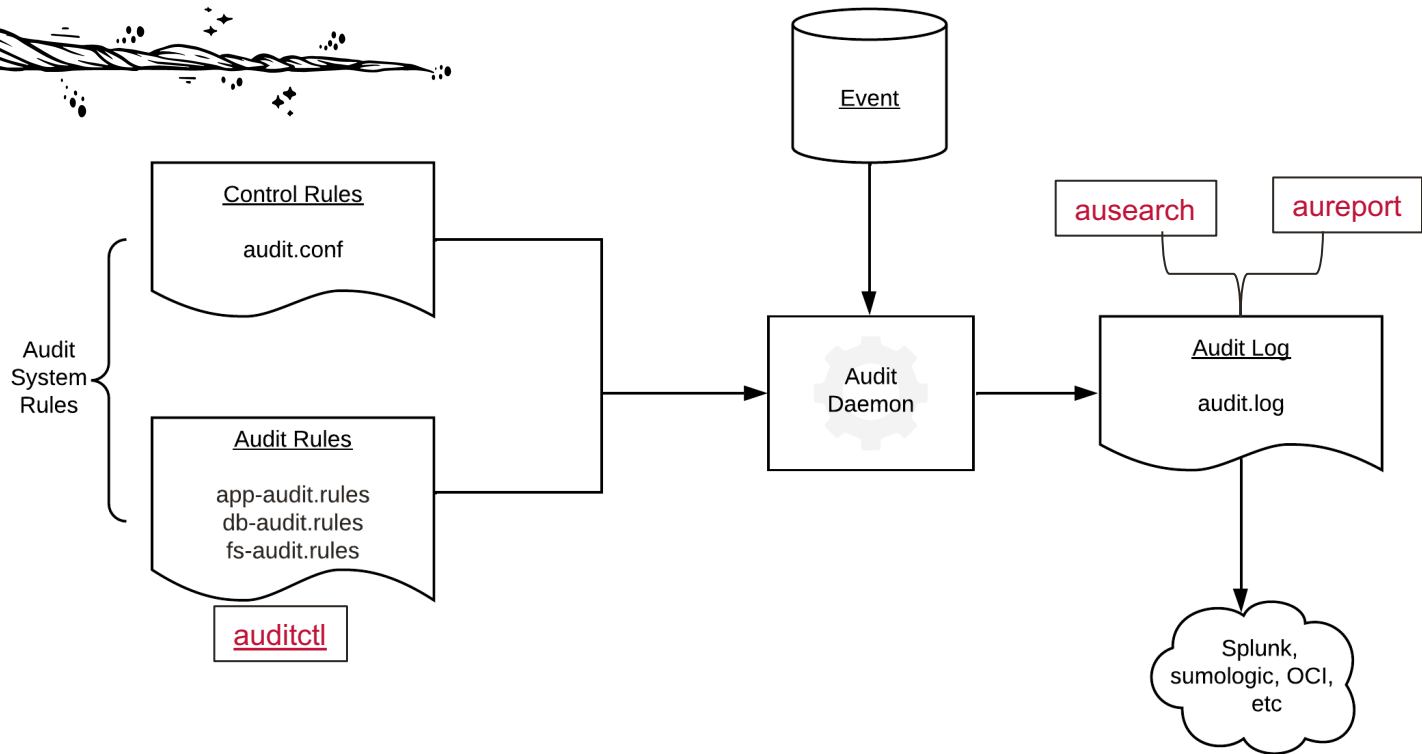 Event
Control Rules
audit.conf
ausearch
aureport
Audit
System
Rules
Audit Rules
app-audit.rules
db-audit.rules
fs-audit.rules
auditctl
Audit
Daemon
Audit Log
audit.log
Splunk,
sumologic, OCI,
etc